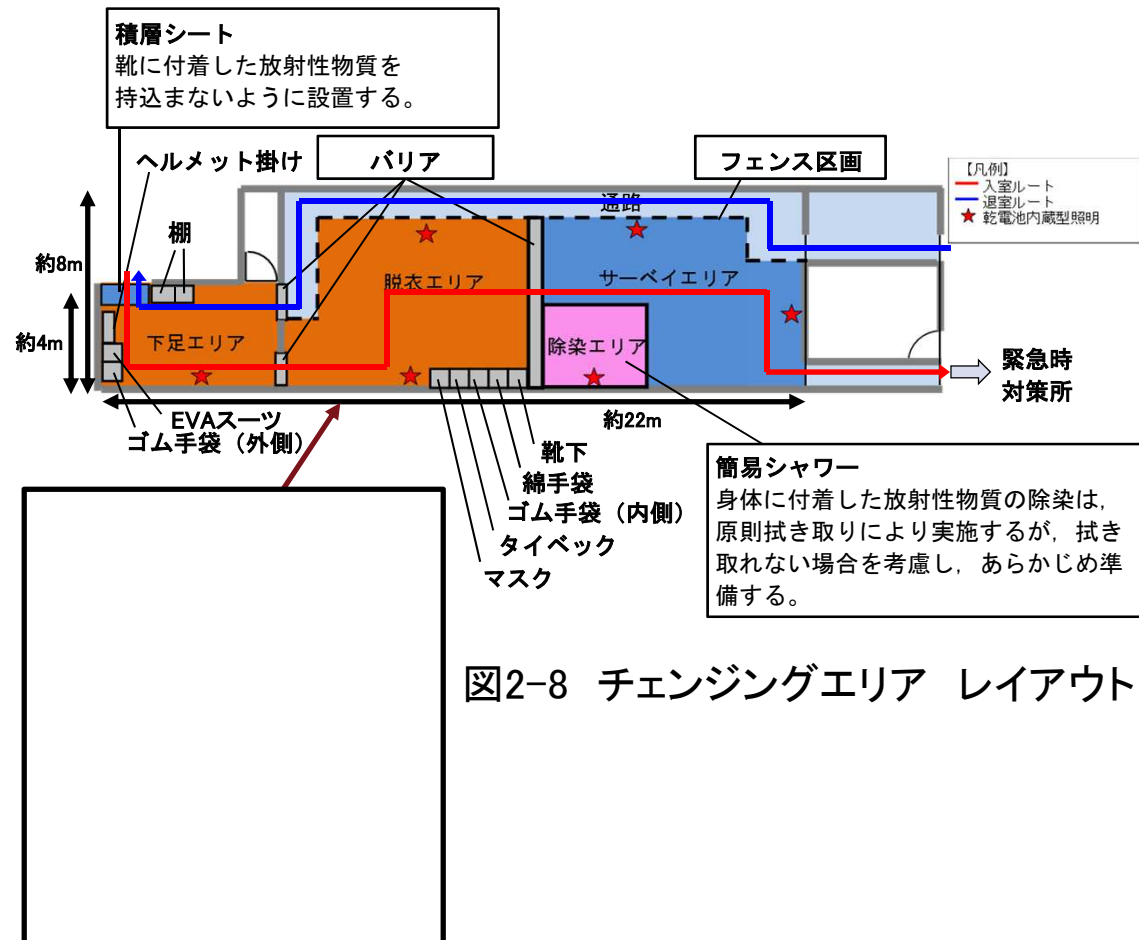 積層シート
靴に付着した放射性物質を
持込まないように設置する。
ヘルメット掛け
バリア
フェンス区画
【凡例】
入室ルート
退室ルート
乾電池内蔵型照明
通路
棚
約8m
脱衣エリア
サーベイエリア
約4m
下足エリア
除染エリア
緊急時
対策所
約22m
EVAスーツ
ゴム手袋（外側）
靴下
綿手袋
ゴム手袋（内側）
タイベック
マスク
簡易シャワー
身体に付着した放射性物質の除染は，
原則拭き取りにより実施するが，拭き
取れない場合を考慮し，あらかじめ準
備する。
図2-8　チェンジングエリア　レイアウト